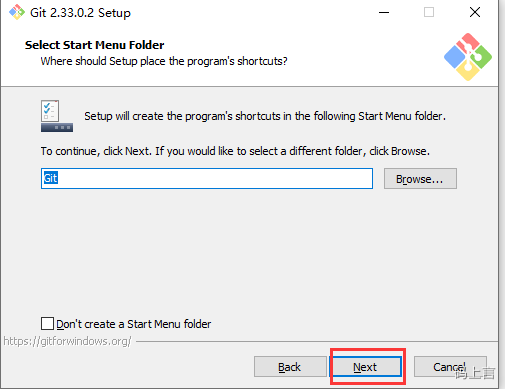 Git 2.33.0.2 Setup
Select Start Menu Folder
Where should Setup place the program's shortcuts?
Setup will create the program's shortcuts in the following Start Menu folder.
To continue, click Next. If you would like to select a different folder, click Browse.
Git
Browse...
Don't create a Start Menu folder
https://gitforwindows.org/
Back
Next
Cancel
码上言